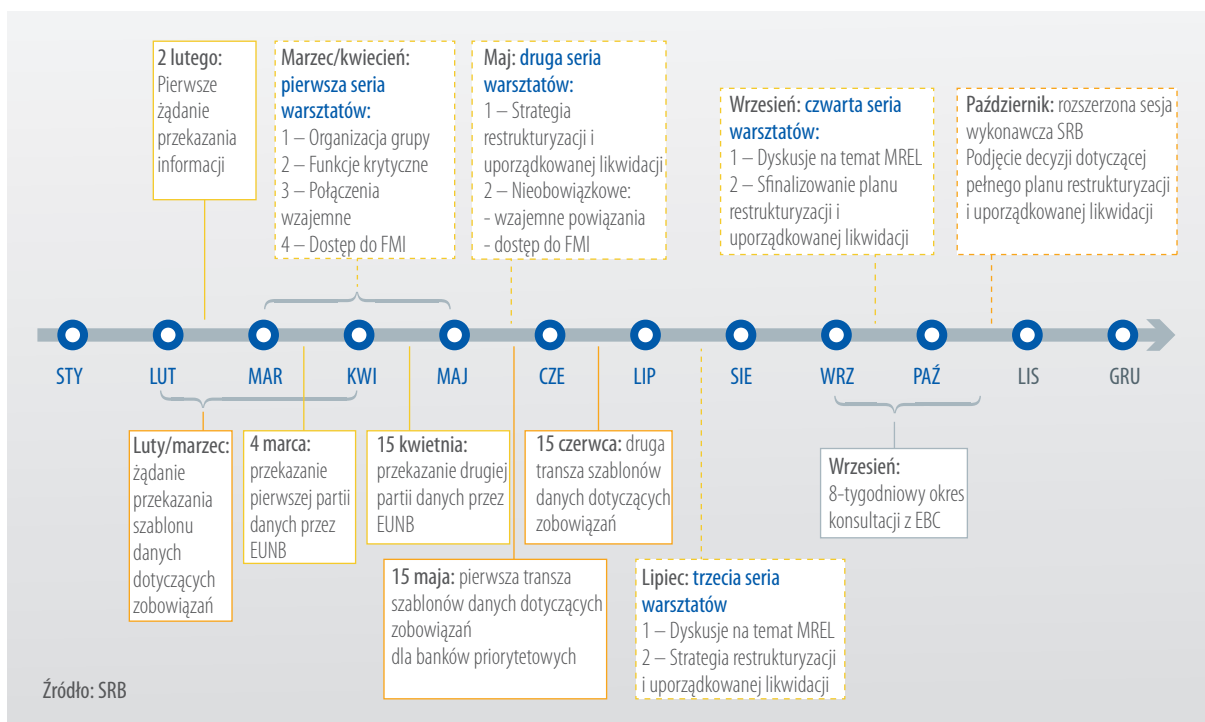 2 lutego:
Pierwsze
żądanie
przekazania
informacji
Marzec/kwiecień:
pierwsza seria
warsztatów:
1 – Organizacja grupy
2 – Funkcje krytyczne
3 – Połączenia
wzajemne
4 – Dostęp do FMI
Maj: druga seria
warsztatów:
1 – Strategia
restrukturyzacji i
uporządkowanej likwidacji
2 – Nieobowiązkowe:
- wzajemne powiązania
- dostęp do FMI
Wrzesień: czwarta seria
warsztatów:
1 – Dyskusje na temat MREL
2 – Sfinalizowanie planu
restrukturyzacji i
uporządkowanej likwidacji
Październik: rozszerzona sesja
wykonawcza SRB
Podjęcie decyzji dotyczącej
pełnego planu restrukturyzacji
i uporządkowanej likwidacji
STY LUT MAR KWI MAJ CZE LIP SIE WRZ PAŹ LIS GRU
Luty/marzec:
żądanie
przekazania
szablonu
danych
dotyczących
zobowiązań
4 marca:
przekazanie
pierwszej partii
danych przez
EUNB
15 kwietnia:
przekazanie drugiej
partii danych przez
EUNB
15 maja: pierwsza transza
szablonów danych dotyczących
zobowiązań
dla banków priorytetowych
15 czerwca: druga
transza szablonów
danych dotyczących
zobowiązań
Lipiec: trzecia seria
warsztatów
1 – Dyskusje na temat MREL
2 – Strategia restrukturyzacji
i uporządkowanej likwidacji
Wrzesień:
8-tygodniowy okres
konsultacji z EBC
Źródło: SRB